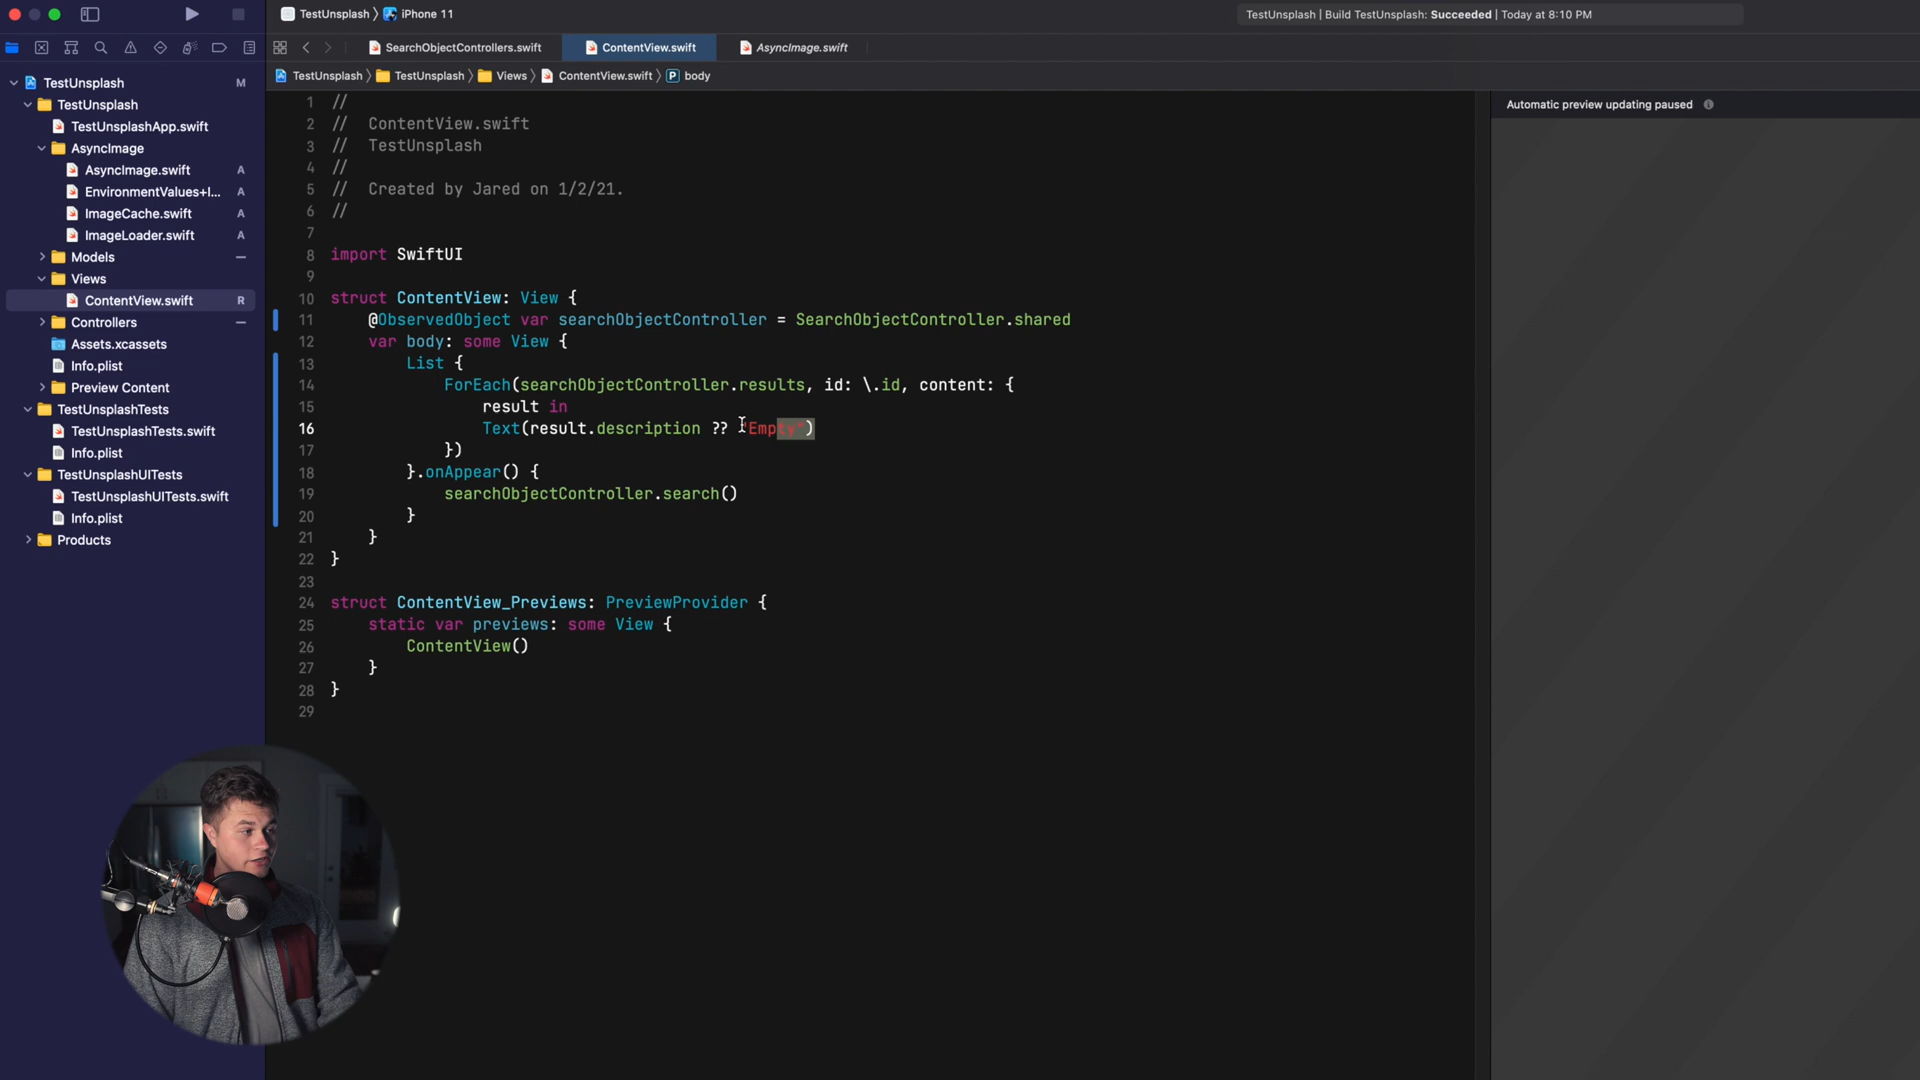 TestUnsplash 〉 iPhone 11
TestUnsplash | Build TestUnsplash: Succeeded | Today at 8:10 PM
SearchObjectControllers.swift
ContentView.swift
AsyncImage.swift
TestUnsplash 〉 TestUnsplash 〉 Views 〉 ContentView.swift 〉 P body
TestUnsplash M
TestUnsplash
TestUnsplashApp.swift
AsyncImage
AsyncImage.swift A
EnvironmentValues+I... A
ImageCache.swift A
ImageLoader.swift A
Models
Views
ContentView.swift R
Controllers
Assets.xcassets
Info.plist
Preview Content
TestUnsplashTests
TestUnsplashTests.swift
Info.plist
TestUnsplashUITests
TestUnsplashUITests.swift
Info.plist
Products
1 //
2 //  ContentView.swift
3 //  TestUnsplash
4 //
5 //  Created by Jared on 1/2/21.
6 //
7
8 import SwiftUI
9
10 struct ContentView: View {
11     @ObservedObject var searchObjectController = SearchObjectController.shared
12     var body: some View {
13         List {
14             ForEach(searchObjectController.results, id: \.id, content: {
15                 result in
16                 Text(result.description ?? "Empty")
17             })
18         }.onAppear() {
19             searchObjectController.search()
20         }
21     }
22 }
23
24 struct ContentView_Previews: PreviewProvider {
25     static var previews: some View {
26         ContentView()
27     }
28 }
29
Automatic preview updating paused